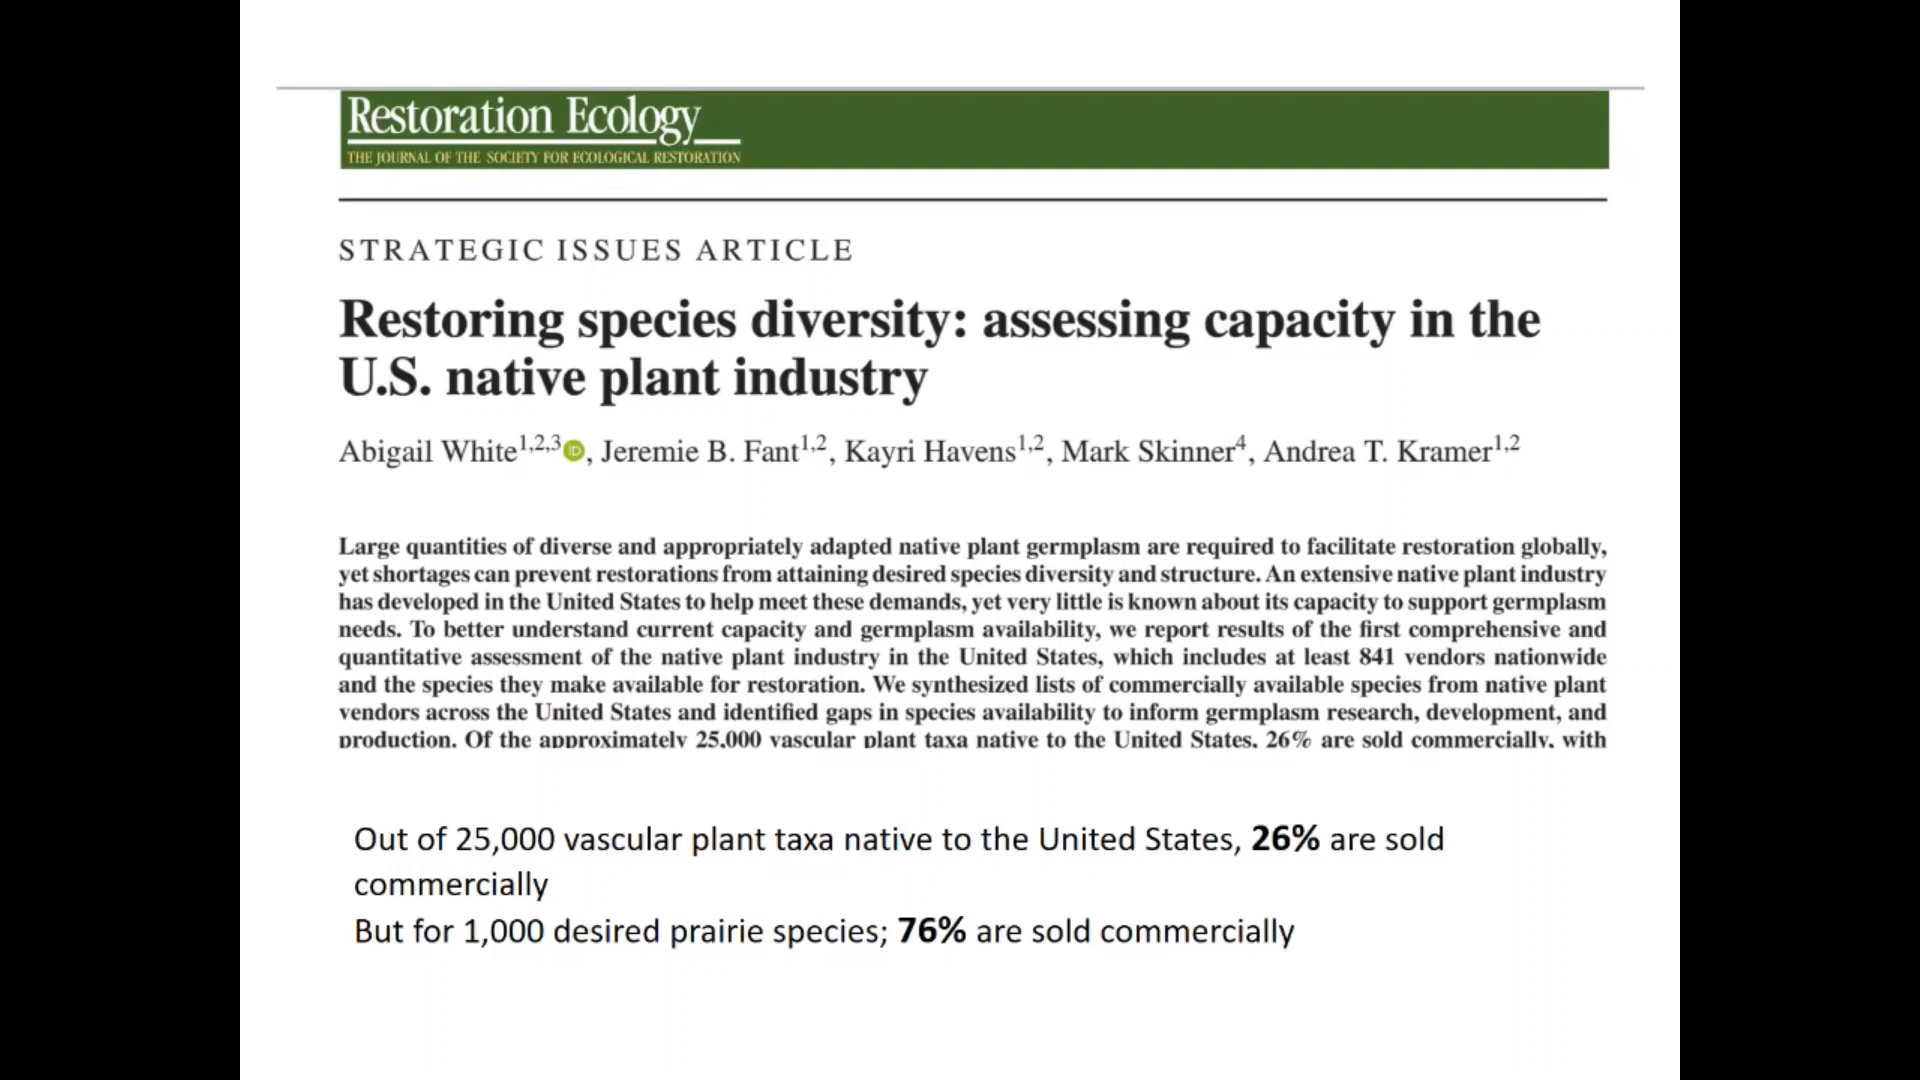 Restoration Ecology
THE JOURNAL OF THE SOCIETY FOR ECOLOGICAL RESTORATION
STRATEGIC ISSUES ARTICLE
Restoring species diversity: assessing capacity in the
U.S. native plant industry
Abigail White1,2,3 iD, Jeremie B. Fant1,2, Kayri Havens1,2, Mark Skinner4, Andrea T. Kramer1,2
Large quantities of diverse and appropriately adapted native plant germplasm are required to facilitate restoration globally,
yet shortages can prevent restorations from attaining desired species diversity and structure. An extensive native plant industry
has developed in the United States to help meet these demands, yet very little is known about its capacity to support germplasm
needs. To better understand current capacity and germplasm availability, we report results of the first comprehensive and
quantitative assessment of the native plant industry in the United States, which includes at least 841 vendors nationwide
and the species they make available for restoration. We synthesized lists of commercially available species from native plant
vendors across the United States and identified gaps in species availability to inform germplasm research, development, and
production. Of the approximately 25,000 vascular plant taxa native to the United States, 26% are sold commercially, with
Out of 25,000 vascular plant taxa native to the United States, 26% are sold
commercially
But for 1,000 desired prairie species; 76% are sold commercially